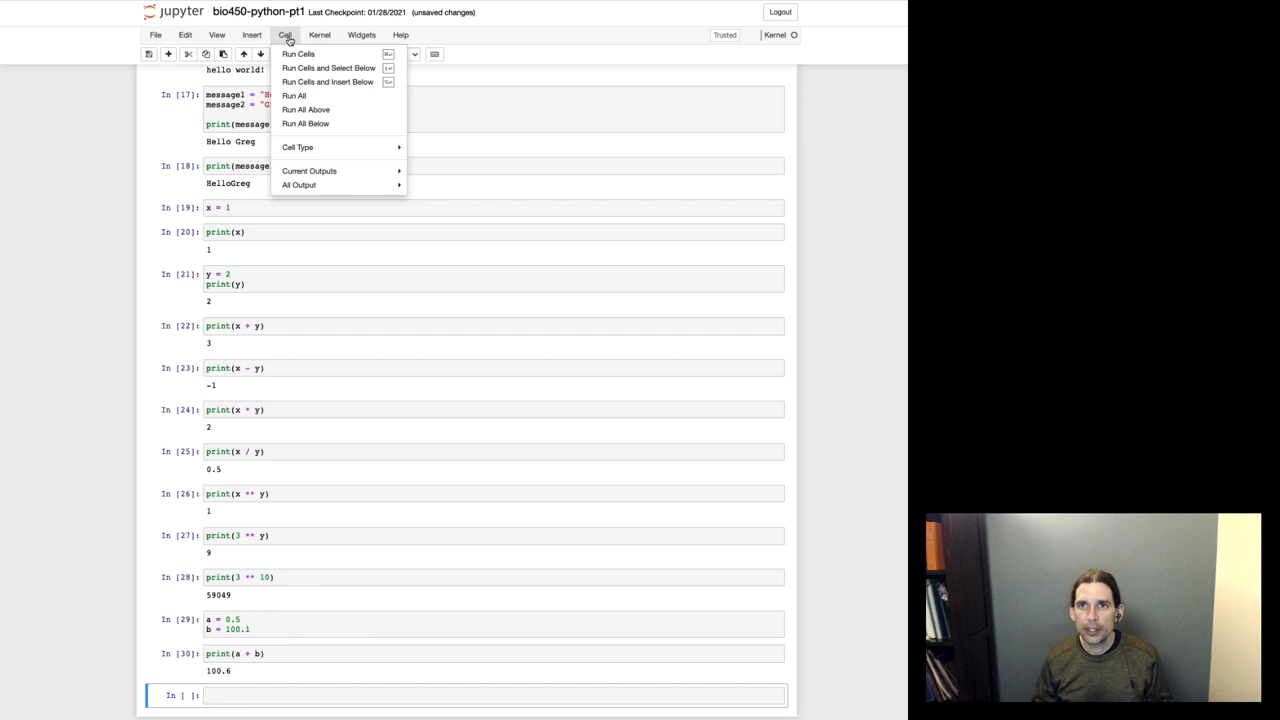 jupyter bio450-python-pt1 Last Checkpoint: 01/28/2021 (unsaved changes) Logout
File Edit View Insert Cell Kernel Widgets Help Trusted Kernel
Run Cells
Run Cells and Select Below
Run Cells and Insert Below
Run All
Run All Above
Run All Below
Cell Type
Current Outputs
All Output
hello world!
In [17]: message1 = "H
message2 = "G
print(message
Hello Greg
In [18]: print(message
HelloGreg
In [19]: x = 1
In [20]: print(x)
1
In [21]: y = 2
print(y)
2
In [22]: print(x + y)
3
In [23]: print(x - y)
-1
In [24]: print(x * y)
2
In [25]: print(x / y)
0.5
In [26]: print(x ** y)
1
In [27]: print(3 ** y)
9
In [28]: print(3 ** 10)
59049
In [29]: a = 0.5
b = 100.1
In [30]: print(a + b)
100.6
In [ ]: